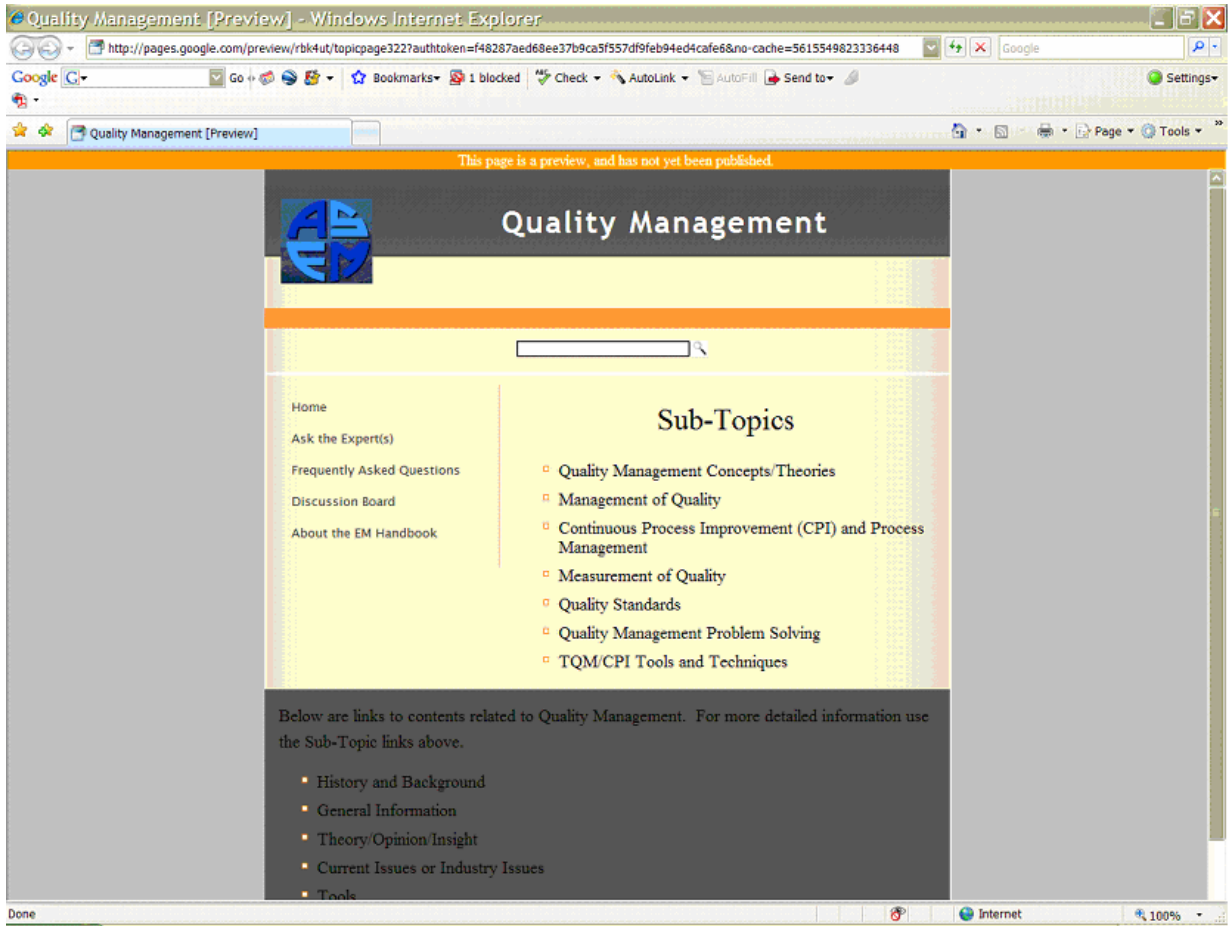 Quality Management [Preview] - Windows Internet Explorer
http://pages.google.com/preview/rbk4ut/topicpage322?authtoken=f48287aed68ee37b9ca5f557df9feb94ed4cafe6&no-cache=5615549823336448
Google
Google G Go Bookmarks 1 blocked Check AutoLink AutoFill Send to Settings
Quality Management [Preview]
Page Tools
This page is a preview, and has not yet been published.
ASEM
Quality Management
Home
Ask the Expert(s)
Frequently Asked Questions
Discussion Board
About the EM Handbook
Sub-Topics
Quality Management Concepts/Theories
Management of Quality
Continuous Process Improvement (CPI) and Process
Management
Measurement of Quality
Quality Standards
Quality Management Problem Solving
TQM/CPI Tools and Techniques
Below are links to contents related to Quality Management. For more detailed information use
the Sub-Topic links above.
History and Background
General Information
Theory/Opinion/Insight
Current Issues or Industry Issues
Tools
Done Internet 100%